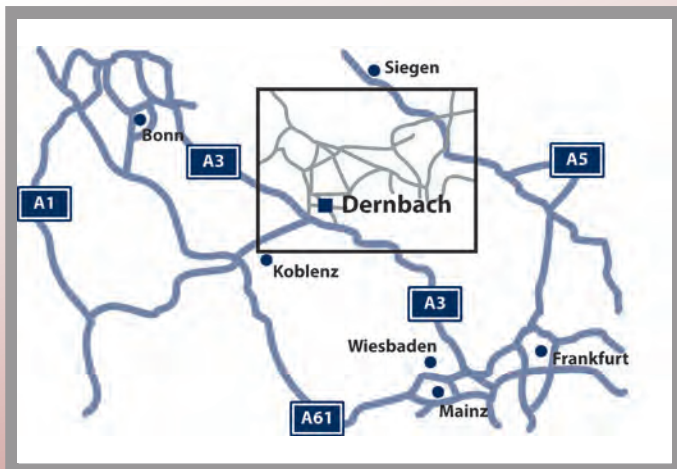 Siegen
Bonn
A3
A5
A1
Dernbach
Koblenz
A3
Wiesbaden
Frankfurt
Mainz
A61